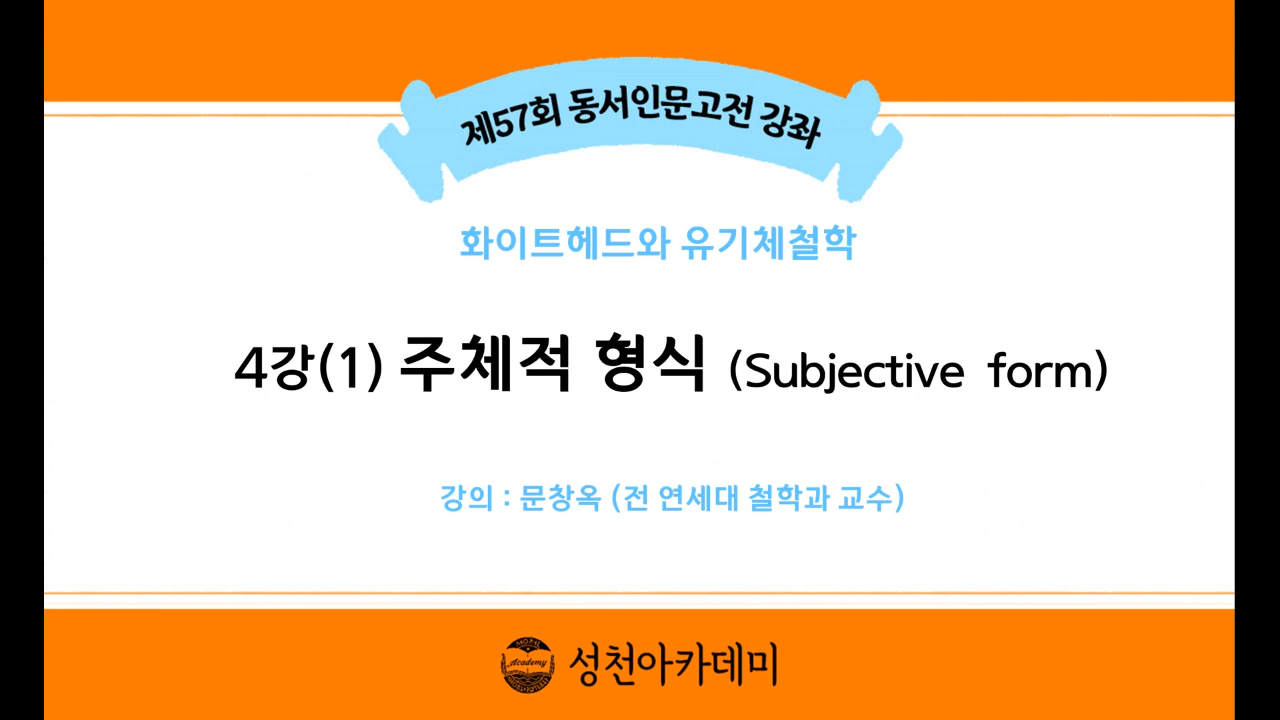 제57회 동서인문고전 강좌
화이트헤드와 유기체철학
4강(1) 주체적 형식 (Subjective form)
강의 : 문창옥 (전 연세대 철학과 교수)
Academy
성천아카데미